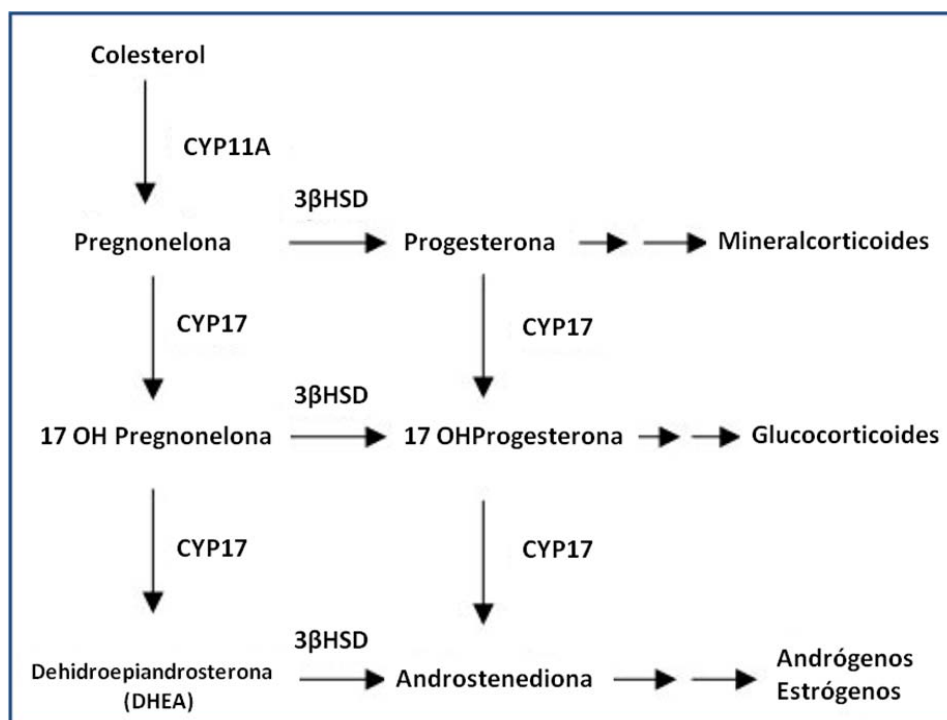 Colesterol
CYP11A
3βHSD
Pregnonelona
Progesterona
Mineralcorticoides
CYP17
CYP17
3βHSD
17 OH Pregnonelona
17 OHProgesterona
Glucocorticoides
CYP17
CYP17
3βHSD
Dehidroepiandrosterona
(DHEA)
Androstenediona
Andrógenos
Estrógenos